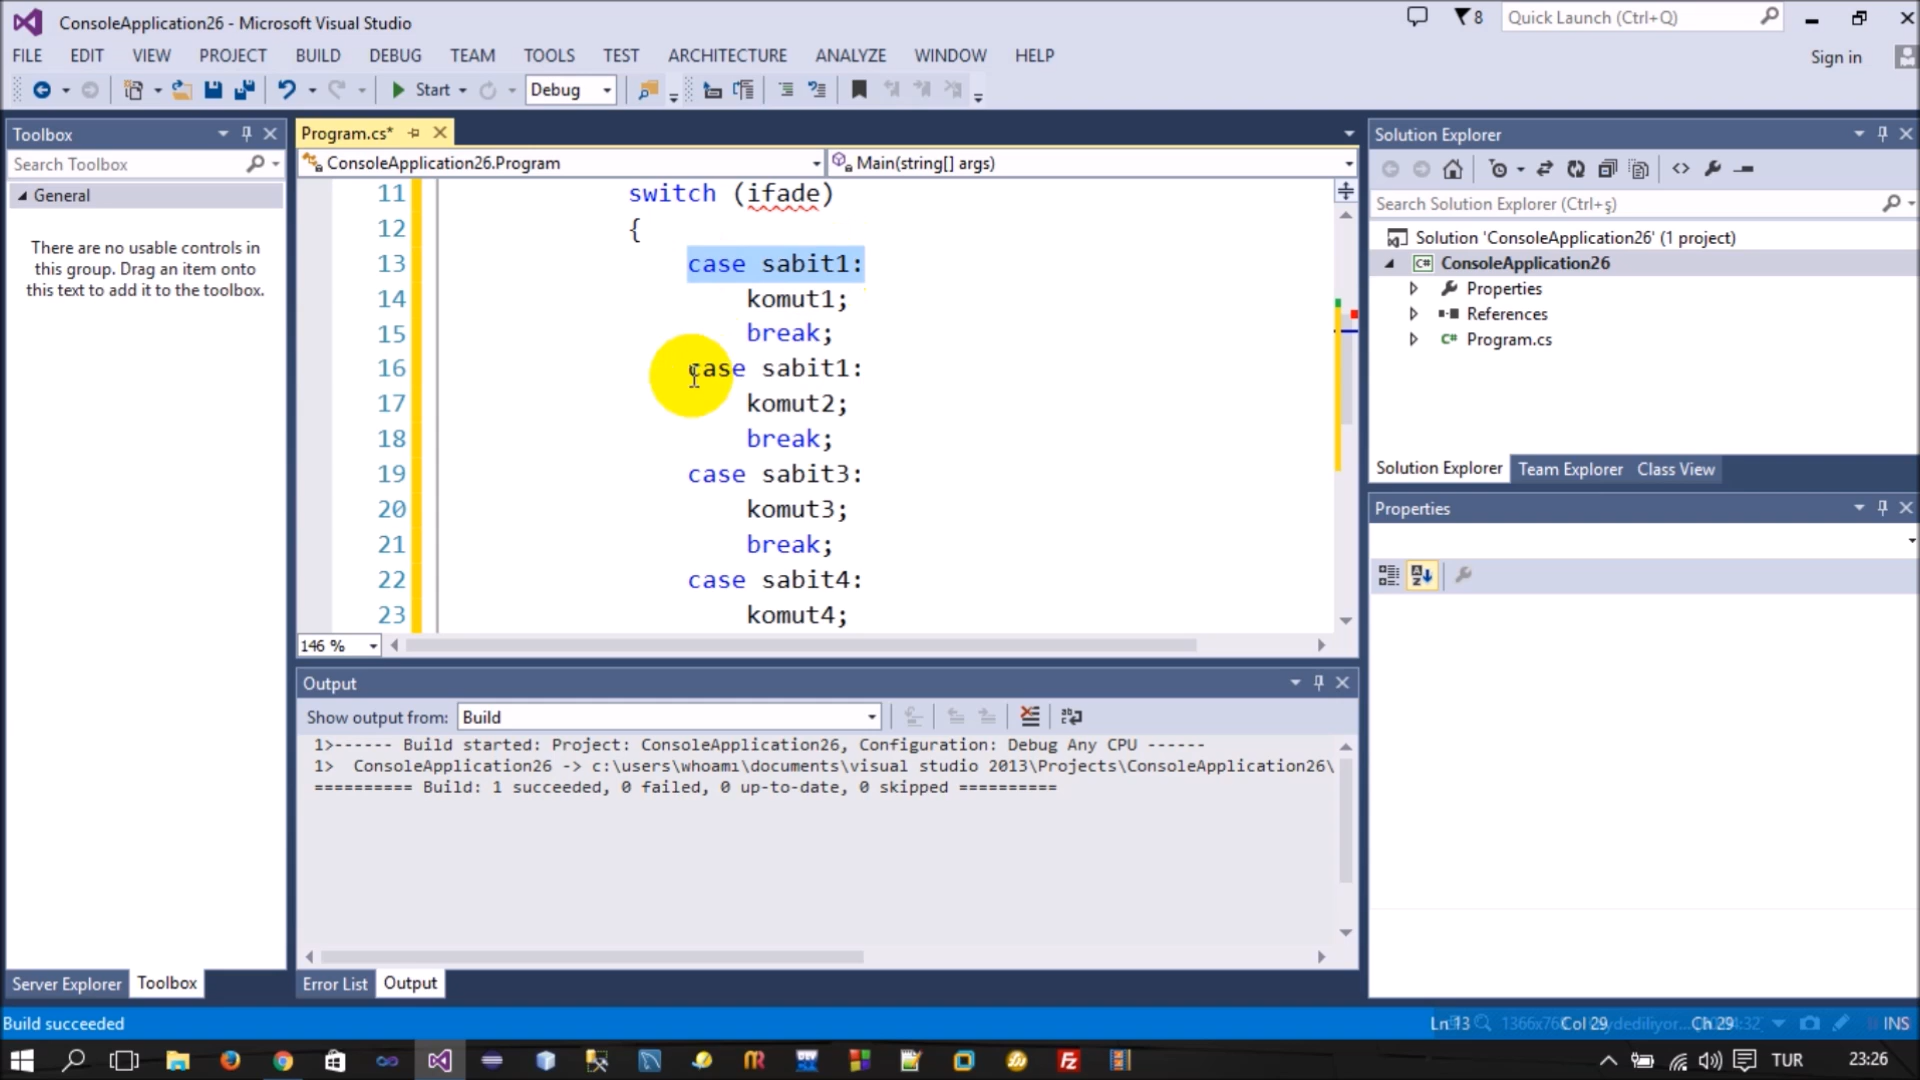 ConsoleApplication26 - Microsoft Visual Studio
8
Quick Launch (Ctrl+Q)
FILE EDIT VIEW PROJECT BUILD DEBUG TEAM TOOLS TEST ARCHITECTURE ANALYZE WINDOW HELP
Sign in
Start
Debug
Toolbox
Search Toolbox
General
There are no usable controls in
this group. Drag an item onto
this text to add it to the toolbox.
Server Explorer
Toolbox
Program.cs*
ConsoleApplication26.Program
Main(string[] args)
11 switch (ifade)
12 {
13 case sabit1:
14 komut1;
15 break;
16 case sabit1:
17 komut2;
18 break;
19 case sabit3:
20 komut3;
21 break;
22 case sabit4:
23 komut4;
146 %
Output
Show output from: Build
1>------ Build started: Project: ConsoleApplication26, Configuration: Debug Any CPU ------
1>  ConsoleApplication26 -> c:\users\whoamı\documents\visual studio 2013\Projects\ConsoleApplication26\
========== Build: 1 succeeded, 0 failed, 0 up-to-date, 0 skipped ==========
Error List
Output
Solution Explorer
Search Solution Explorer (Ctrl+ş)
Solution 'ConsoleApplication26' (1 project)
ConsoleApplication26
Properties
References
Program.cs
Solution Explorer Team Explorer Class View
Properties
Build succeeded
Ln 13
Col 29
Ch 29
INS
TUR
23:26